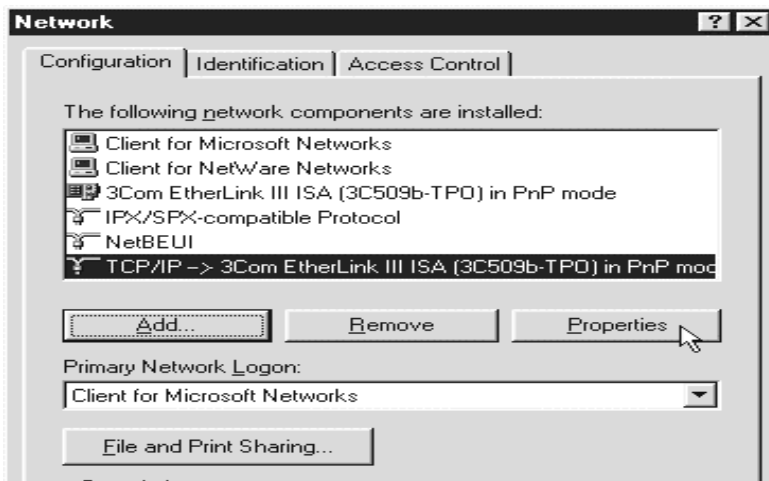 Network
Configuration Identification Access Control
The following network components are installed:
Client for Microsoft Networks
Client for NetWare Networks
3Com EtherLink III ISA (3C509b-TPO) in PnP mode
IPX/SPX-compatible Protocol
NetBEUI
TCP/IP -> 3Com EtherLink III ISA (3C509b-TPO) in PnP mod
Add... Remove Properties
Primary Network Logon:
Client for Microsoft Networks
File and Print Sharing...